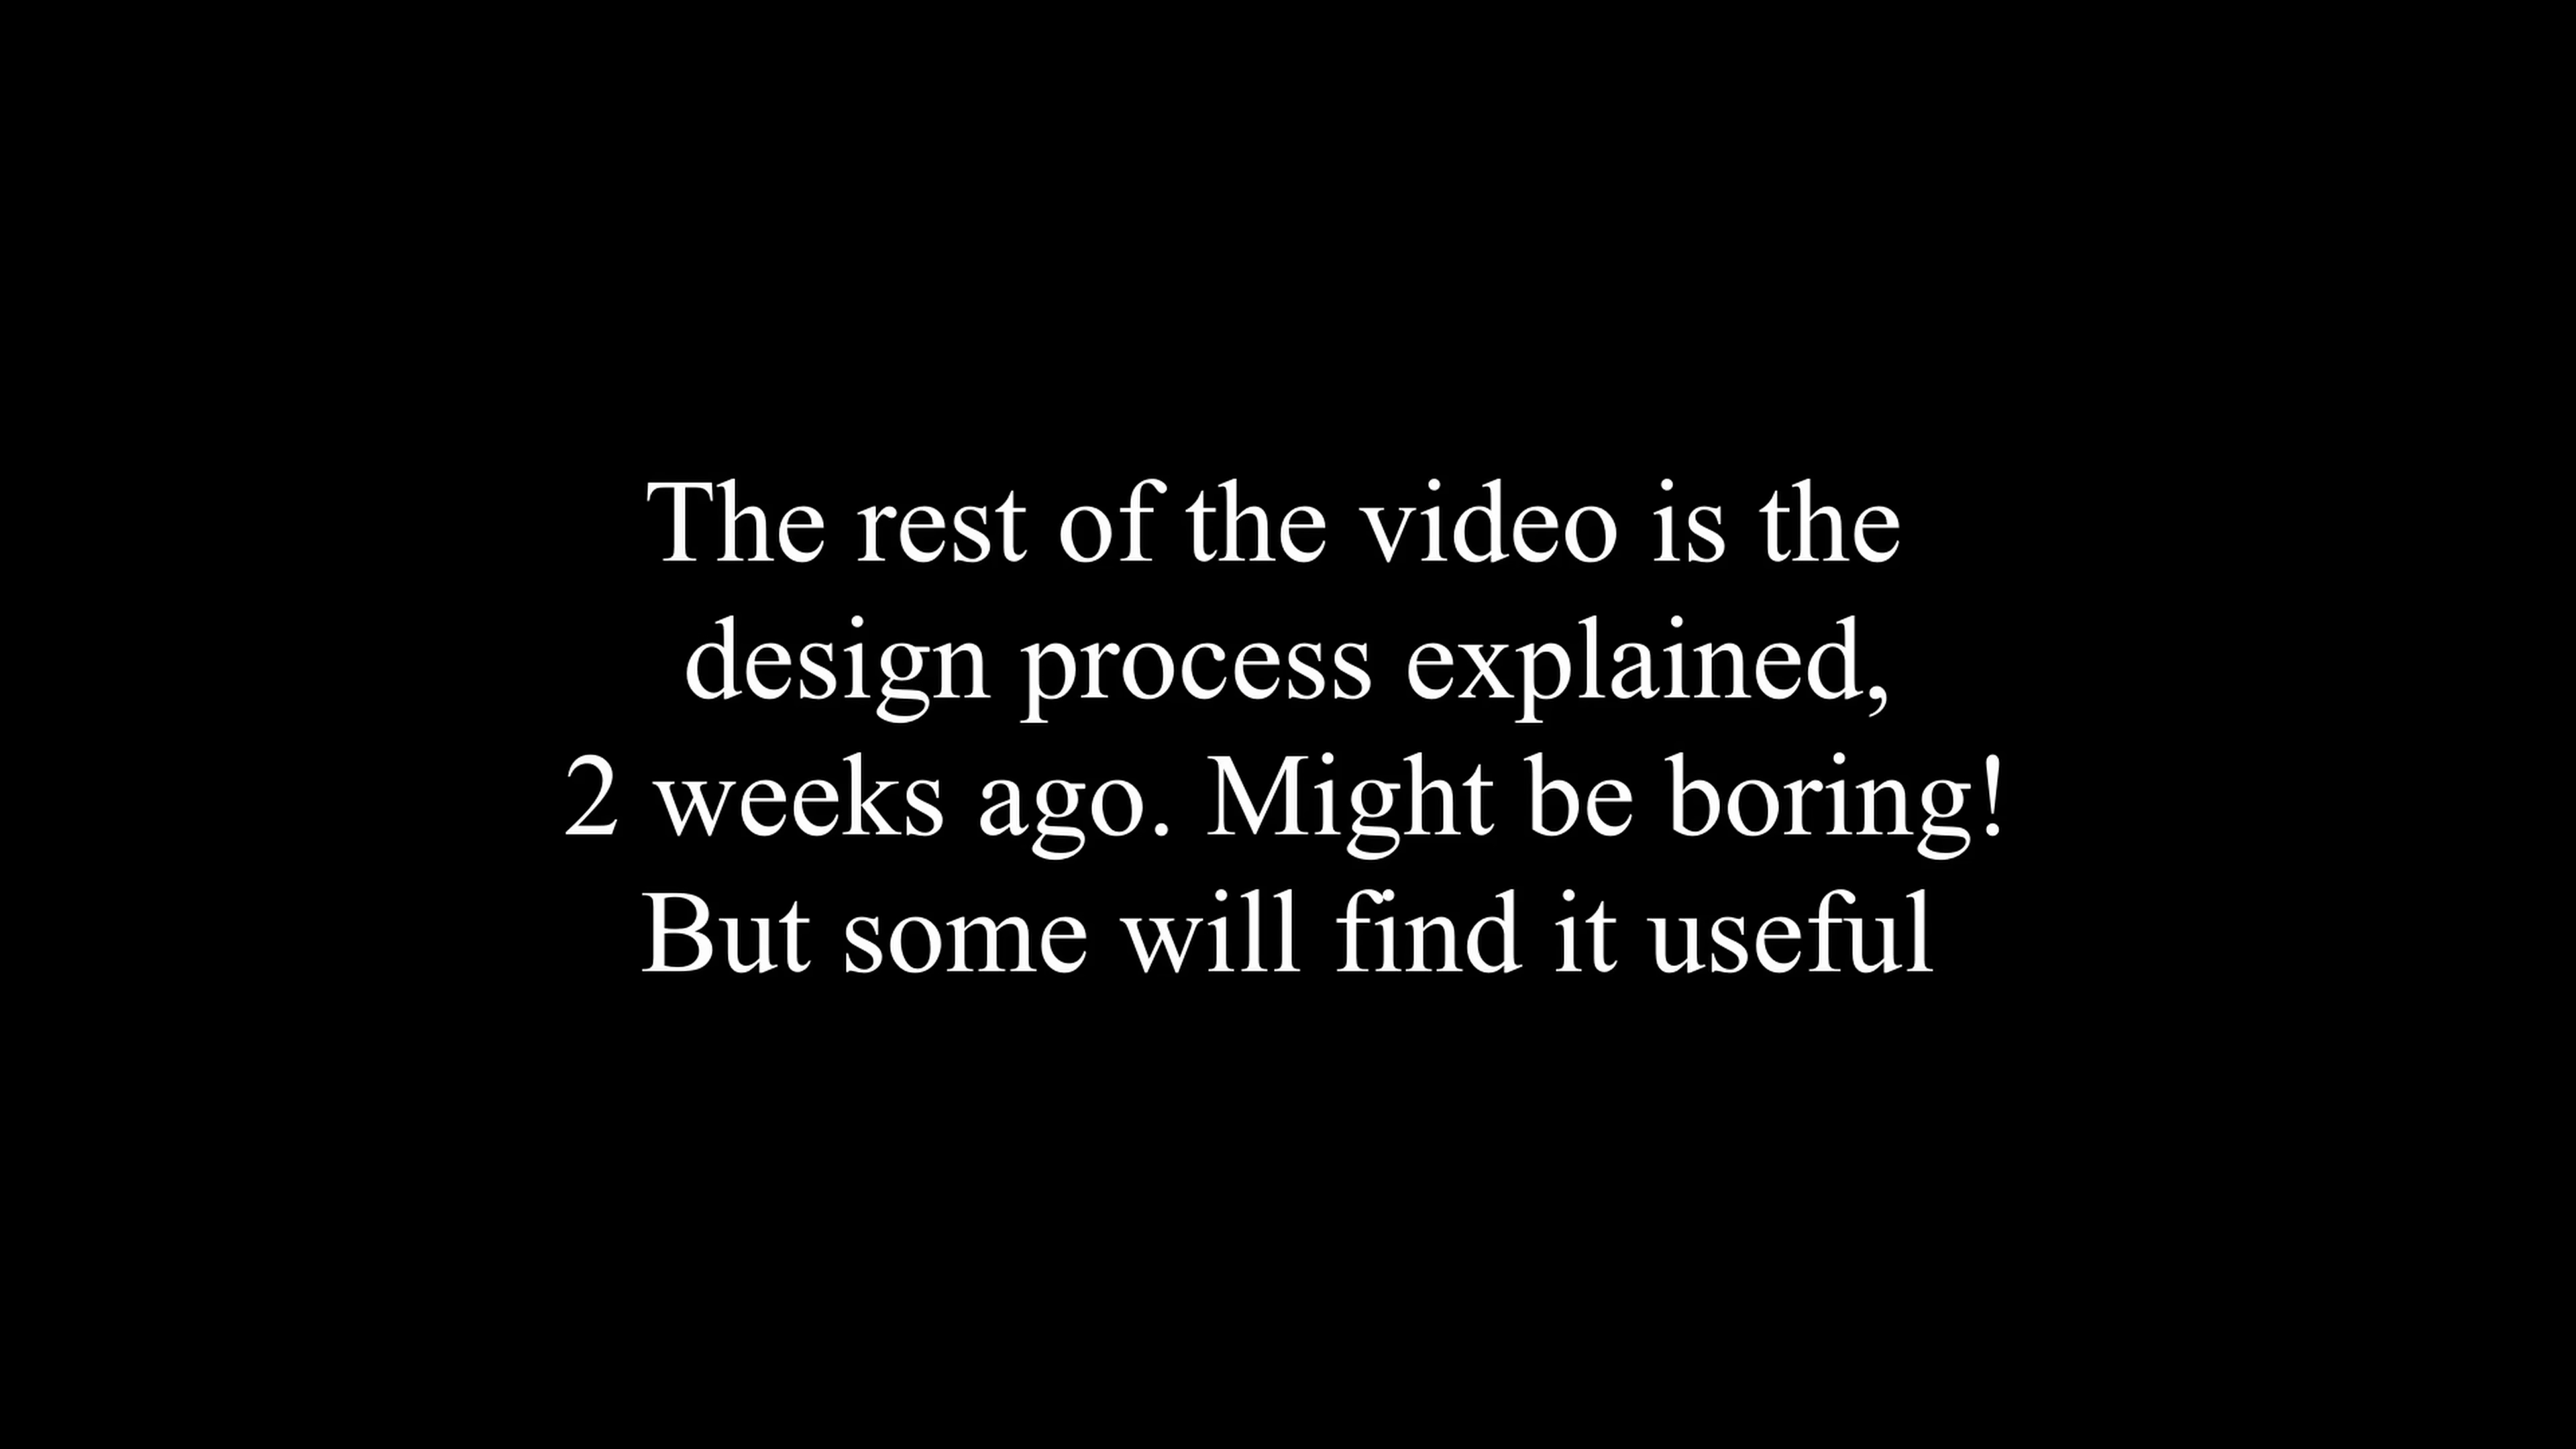 The rest of the video is the
design process explained,
2 weeks ago. Might be boring!
But some will find it useful